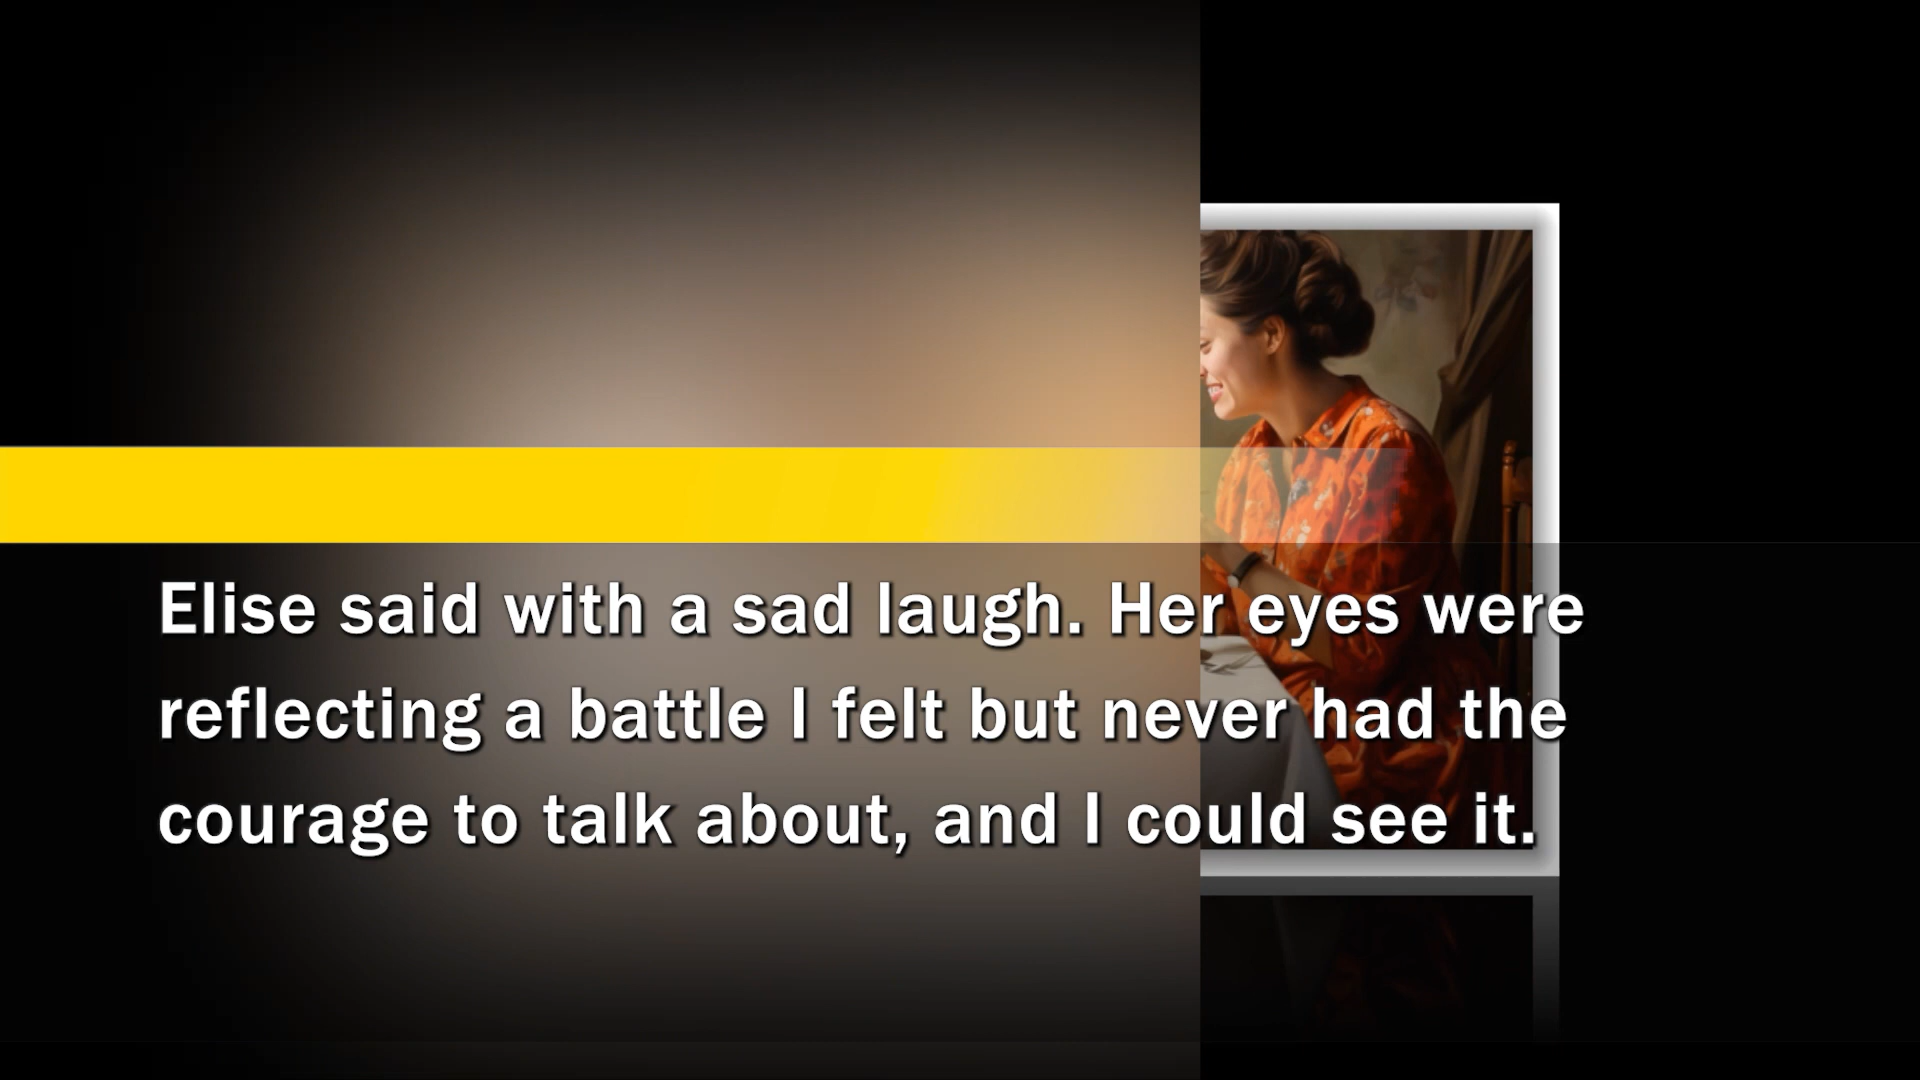 Elise said with a sad laugh. Her eyes were
reflecting a battle I felt but never had the
courage to talk about, and I could see it.